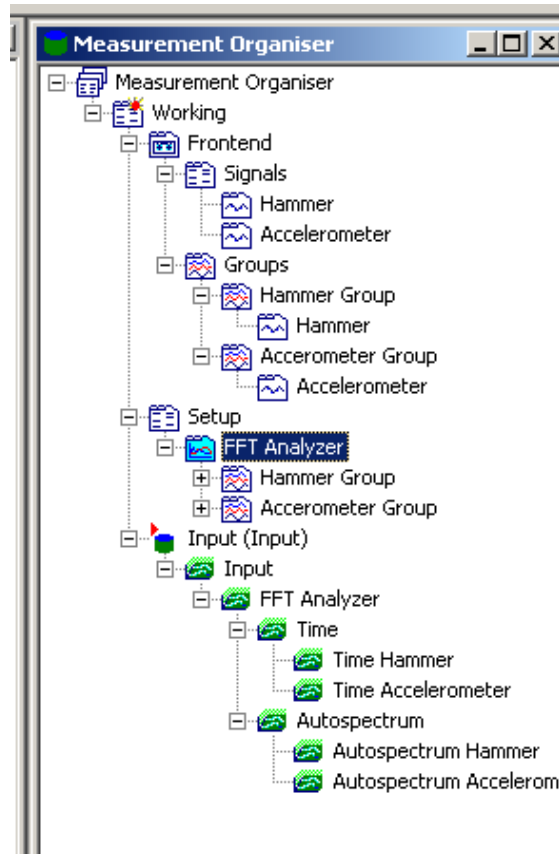 Measurement Organiser
Measurement Organiser
Working
Frontend
Signals
Hammer
Accelerometer
Groups
Hammer Group
Hammer
Accerometer Group
Accelerometer
Setup
FFT Analyzer
Hammer Group
Accerometer Group
Input (Input)
Input
FFT Analyzer
Time
Time Hammer
Time Accelerometer
Autospectrum
Autospectrum Hammer
Autospectrum Accelerom